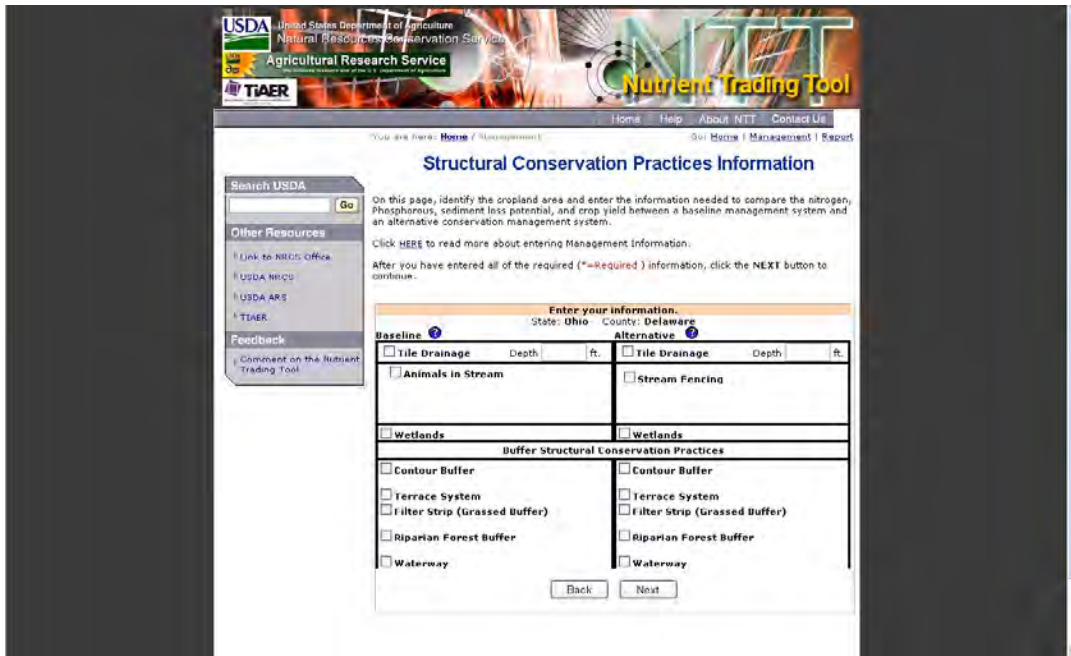 USDA United States Department of Agriculture
Natural Resources Conservation Service
Agricultural Research Service
TIAER
NTT
Nutrient Trading Tool
Home Help About NTT Contact Us
You are here: Home / Management Go: Home | Management | Report
Structural Conservation Practices Information
Search USDA
Go
Other Resources
Link to NRCS Office
USDA NRCS
USDA ARS
TIAER
Feedback
Comment on the Nutrient
Trading Tool
On this page, identify the cropland area and enter the information needed to compare the nitrogen,
Phosphorous, sediment loss potential, and crop yield between a baseline management system and
an alternative conservation management system.
Click HERE to read more about entering Management Information.
After you have entered all of the required (*=Required ) information, click the NEXT button to
continue.
Enter your information.
State: Ohio County: Delaware
Baseline ? Alternative ?
Tile Drainage Depth ft. Tile Drainage Depth ft.
Animals in Stream Stream Fencing
Wetlands Wetlands
Buffer Structural Conservation Practices
Contour Buffer Contour Buffer
Terrace System Terrace System
Filter Strip (Grassed Buffer) Filter Strip (Grassed Buffer)
Riparian Forest Buffer Riparian Forest Buffer
Waterway Waterway
Back Next